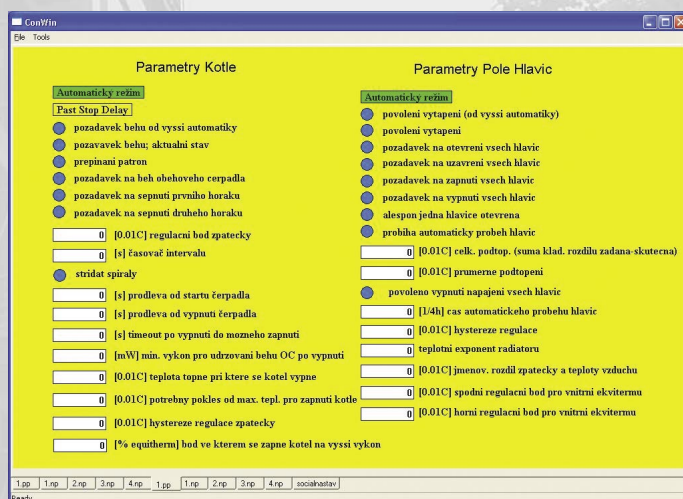 ConWin
File Tools
Parametry Kotle
Automaticky režim
Past Stop Delay
pozadavek behu od vyssi automatiky
pozavavek behu; aktualni stav
prepinani patron
pozadavek na beh obehoveho cerpadla
pozadavek na sepnuti prvniho horaku
pozadavek na sepnuti druheho horaku
0 [0.01C] regulacni bod zpatecky
0 [s] časovač intervalu
stridat spiraly
0 [s] prodleva od startu čerpadla
0 [s] prodleva od vypnuti čerpadla
0 [s] timeout po vypnuti do mozneho zapnuti
0 [mW] min. vykon pro udrzovani behu OC po vypnuti
0 [0.01C] teplota topne pri ktere se kotel vypne
0 [0.01C] potrebny pokles od max. tepl. pro zapnuti kotle
0 [0.01C] hystereze regulace zpatecky
0 [% equitherm] bod ve kterem se zapne kotel na vyssi vykon
Parametry Pole Hlavic
Automaticky režim
povoleni vytapeni (od vyssi automatiky)
povoleni vytapeni
pozadavek na otevreni vsech hlavic
pozadavek na uzavreni vsech hlavic
pozadavek na zapnuti vsech hlavic
pozadavek na vypnuti vsech hlavic
alespon jedna hlavice otevrena
probiha automaticky probeh hlavic
0 [0.01C] celk. podtop. (suma klad. rozdilu zadana-skutecna)
0 [0.01C] prumerne podtopeni
povoleno vypnuti napajeni vsech hlavic
0 [1/4h] cas automatickeho probehu hlavic
0 [0.01C] hystereze regulace
0 teplotni exponent radiatoru
0 [0.01C] jmenov. rozdil zpatecky a teploty vzduchu
0 [0.01C] spodni regulacni bod pro vnitrni ekvitermu
0 [0.01C] horni regulacni bod pro vnitrni ekvitermu
1.pp 1.np 2.np 3.np 4.np 1.pp 1.np 2.np 3.np 4.np socialnastav
Ready